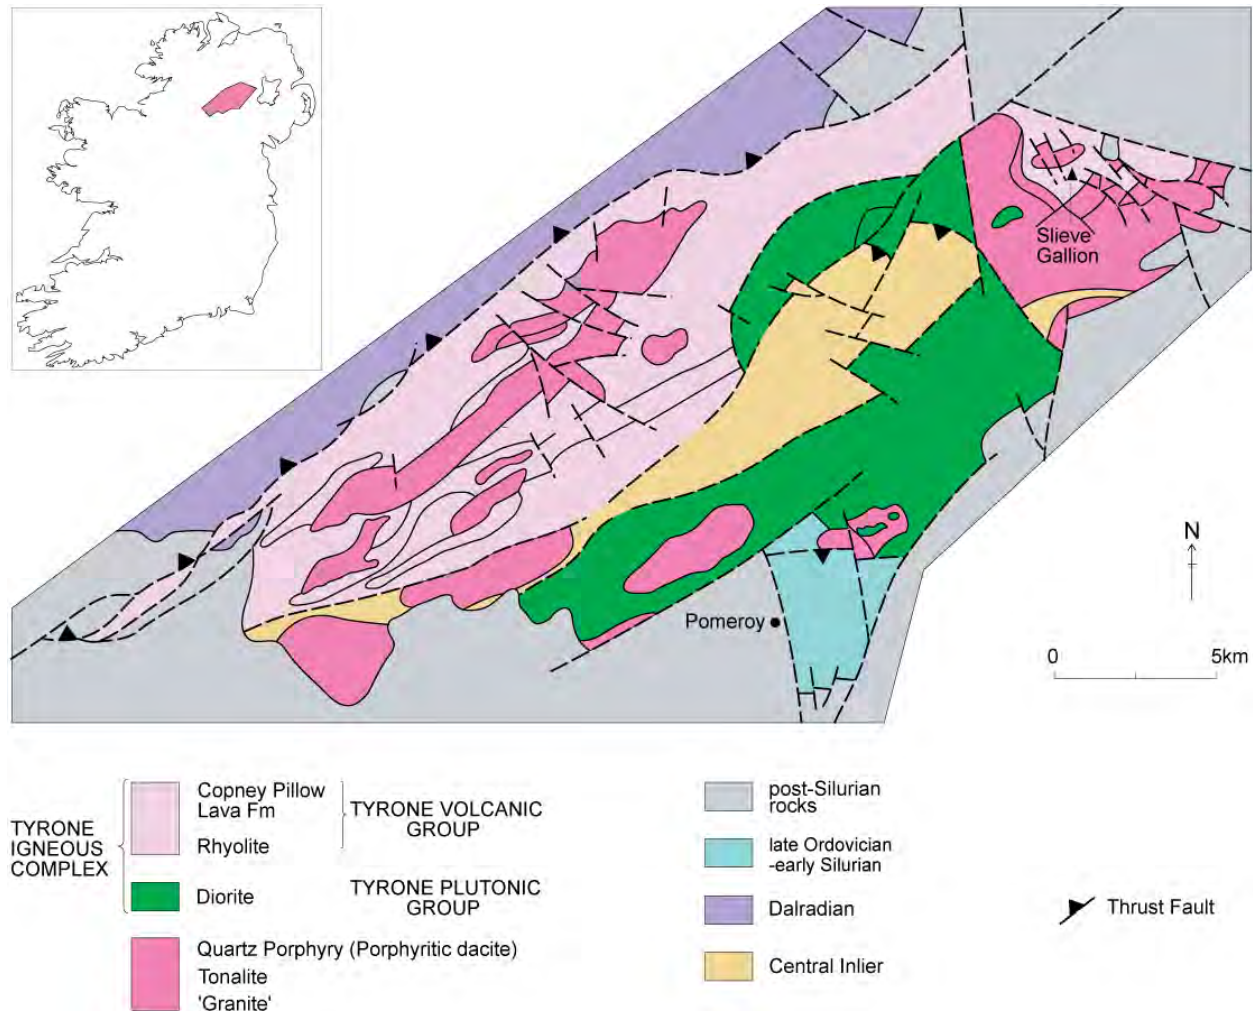 Slieve
Gallion
N
Pomeroy
0 5km
TYRONE
IGNEOUS
COMPLEX
Copney Pillow
Lava Fm
Rhyolite
TYRONE VOLCANIC
GROUP
Diorite
TYRONE PLUTONIC
GROUP
Quartz Porphyry (Porphyritic dacite)
Tonalite
'Granite'
post-Silurian
rocks
late Ordovician
-early Silurian
Dalradian
Central Inlier
Thrust Fault